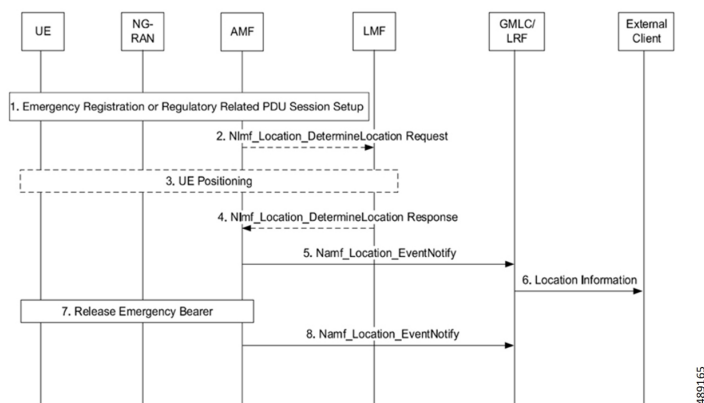 UE
NG-
RAN
AMF
LMF
GMLC/
LRF
External
Client
1. Emergency Registration or Regulatory Related PDU Session Setup
2. Nlmf_Location_DetermineLocation Request
3. UE Positioning
4. Nlmf_Location_DetermineLocation Response
5. Namf_Location_EventNotify
6. Location Information
7. Release Emergency Bearer
8. Namf_Location_EventNotify
489165